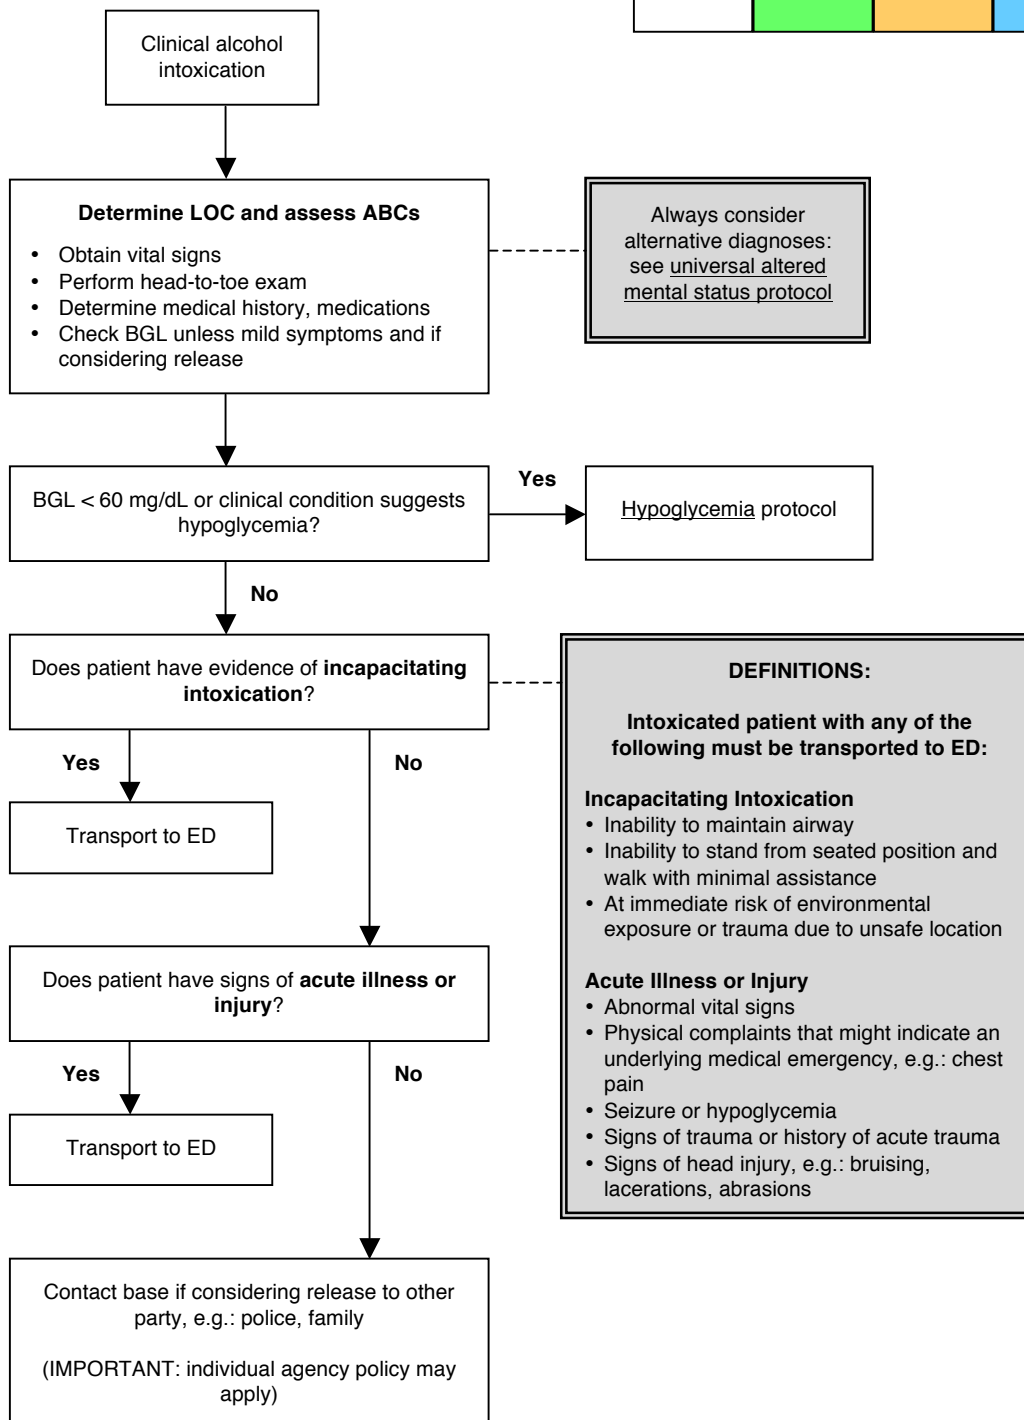 Clinical alcohol
intoxication
Determine LOC and assess ABCs
• Obtain vital signs
• Perform head-to-toe exam
• Determine medical history, medications
• Check BGL unless mild symptoms and if
considering release
Always consider
alternative diagnoses:
see universal altered
mental status protocol
BGL < 60 mg/dL or clinical condition suggests
hypoglycemia?
Yes
Hypoglycemia protocol
No
Does patient have evidence of incapacitating
intoxication?
Yes
No
Transport to ED
DEFINITIONS:
Intoxicated patient with any of the
following must be transported to ED:
Incapacitating Intoxication
• Inability to maintain airway
• Inability to stand from seated position and
walk with minimal assistance
• At immediate risk of environmental
exposure or trauma due to unsafe location
Acute Illness or Injury
• Abnormal vital signs
• Physical complaints that might indicate an
underlying medical emergency, e.g.: chest
pain
• Seizure or hypoglycemia
• Signs of trauma or history of acute trauma
• Signs of head injury, e.g.: bruising,
lacerations, abrasions
Does patient have signs of acute illness or
injury?
Yes
No
Transport to ED
Contact base if considering release to other
party, e.g.: police, family
(IMPORTANT: individual agency policy may
apply)